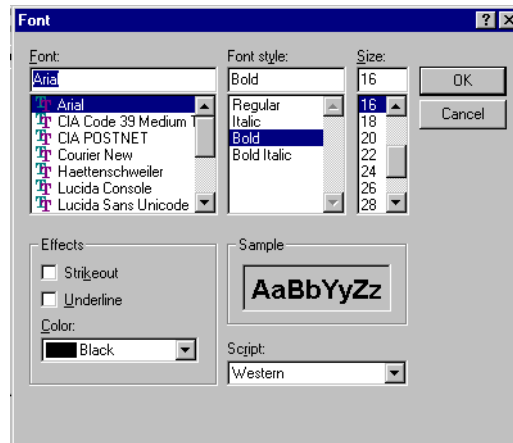 Font
Font:
Font style:
Size:
Arial
Bold
16
OK
Cancel
Arial
CIA Code 39 Medium T
CIA POSTNET
Courier New
Haettenschweiler
Lucida Console
Lucida Sans Unicode
Regular
Italic
Bold
Bold Italic
16
18
20
22
24
26
28
Effects
Strikeout
Underline
Color:
Black
Sample
AaBbYyZz
Script:
Western